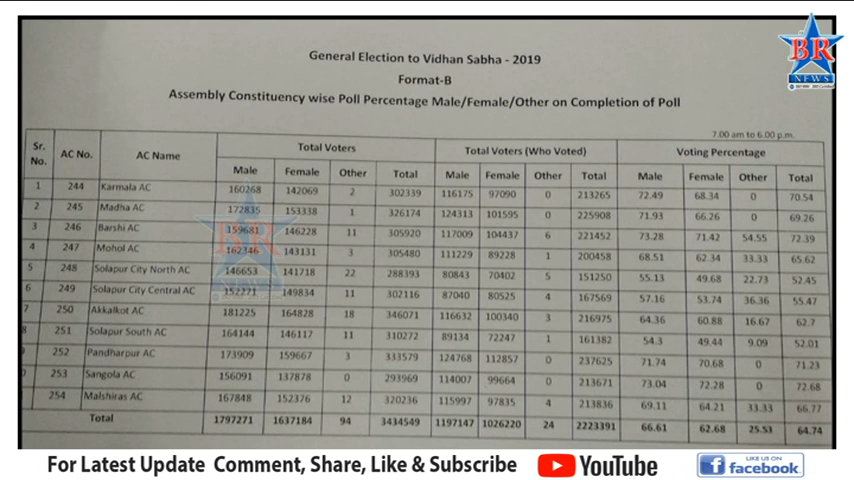 BR
NEWS
General Election to Vidhan Sabha - 2019
Format-B
Assembly Constituency wise Poll Percentage Male/Female/Other on Completion of Poll
7.00 am to 6.00 p.m.
Sr. No. AC No. AC Name Total Voters Total Voters (Who Voted) Voting Percentage
Male Female Other Total Male Female Other Total Male Female Other Total
1 244 Karmala AC 160268 142069 2 302339 116175 97090 0 213265 72.49 68.34 0 70.54
2 245 Madha AC 172835 153338 1 326174 124313 101595 0 225908 71.93 66.26 0 69.26
3 246 Barshi AC 159681 146228 11 305920 117009 104437 6 221452 73.28 71.42 54.55 72.39
4 247 Mohol AC 162346 143131 3 305480 111229 89228 1 200458 68.51 62.34 33.33 65.62
5 248 Solapur City North AC 146653 141718 22 288393 80843 70402 5 151250 55.13 49.68 22.73 52.45
6 249 Solapur City Central AC 152271 149834 11 302116 87040 80525 4 167569 57.16 53.74 36.36 55.47
7 250 Akkalkot AC 181225 164828 18 346071 116632 100340 3 216975 64.36 60.88 16.67 62.7
8 251 Solapur South AC 164144 146117 11 310272 89134 72247 1 161382 54.3 49.44 9.09 52.01
252 Pandharpur AC 173909 159667 3 333579 124768 112857 0 237625 71.74 70.68 0 71.23
253 Sangola AC 156091 137878 0 293969 114007 99664 0 213671 73.04 72.28 0 72.68
254 Malshiras AC 167848 152376 12 320236 115997 97835 4 213836 69.11 64.21 33.33 66.77
Total 1797271 1637184 94 3434549 1197147 1026220 24 2223391 66.61 62.68 25.53 64.74
BR
NEWS
For Latest Update Comment, Share, Like & Subscribe YouTube LIKE US ON facebook